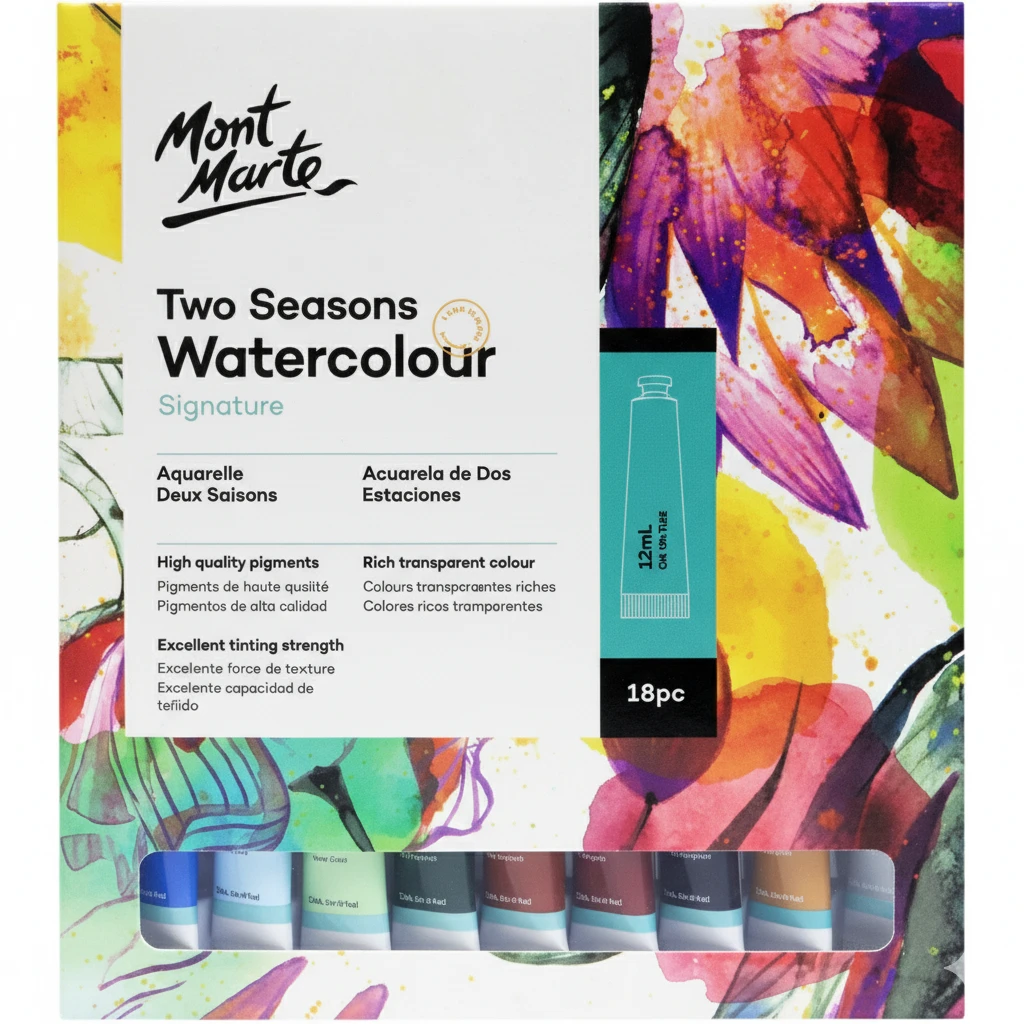 Mont
Marte
Two Seasons
Watercolour
Signature
Aquarelle
Deux Saisons
Acuarela de Dos
Estaciones
High quality pigments
Pigments de haute qusiité
Pigmentos de alta calidad
Rich transparent colour
Colours transpcraentes riches
Colores ricos tramporentes
Excellent tinting strength
Excelente force de texture
Excelente capacidad de
tefiido
12mL
18pc